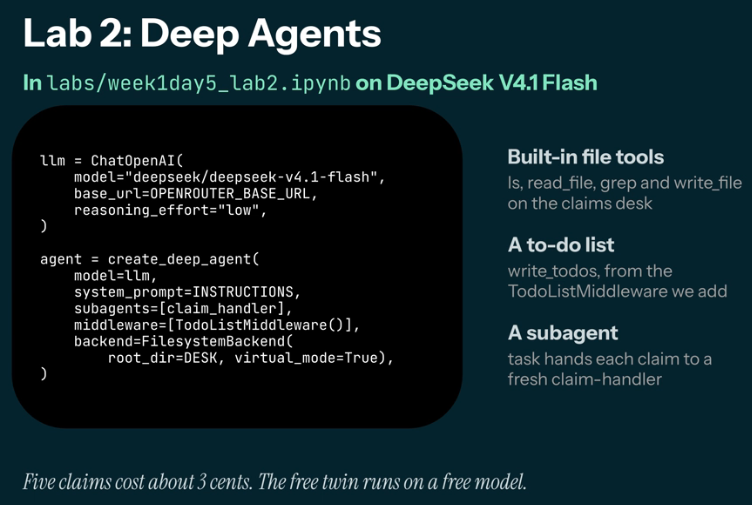 Lab 2: Deep Agents
In labs/week1day5_lab2.ipynb on DeepSeek V4.1 Flash
llm = ChatOpenAI(
    model="deepseek/deepseek-v4.1-flash",
    base_url=OPENROUTER_BASE_URL,
    reasoning_effort="low",
)
agent = create_deep_agent(
    model=llm,
    system_prompt=INSTRUCTIONS,
    subagents=[claim_handler],
    middleware=[TodoListMiddleware()],
    backend=FilesystemBackend(
        root_dir=DESK, virtual_mode=True),
)
Built-in file tools
ls, read_file, grep and write_file
on the claims desk
A to-do list
write_todos, from the
TodoListMiddleware we add
A subagent
task hands each claim to a
fresh claim-handler
Five claims cost about 3 cents. The free twin runs on a free model.